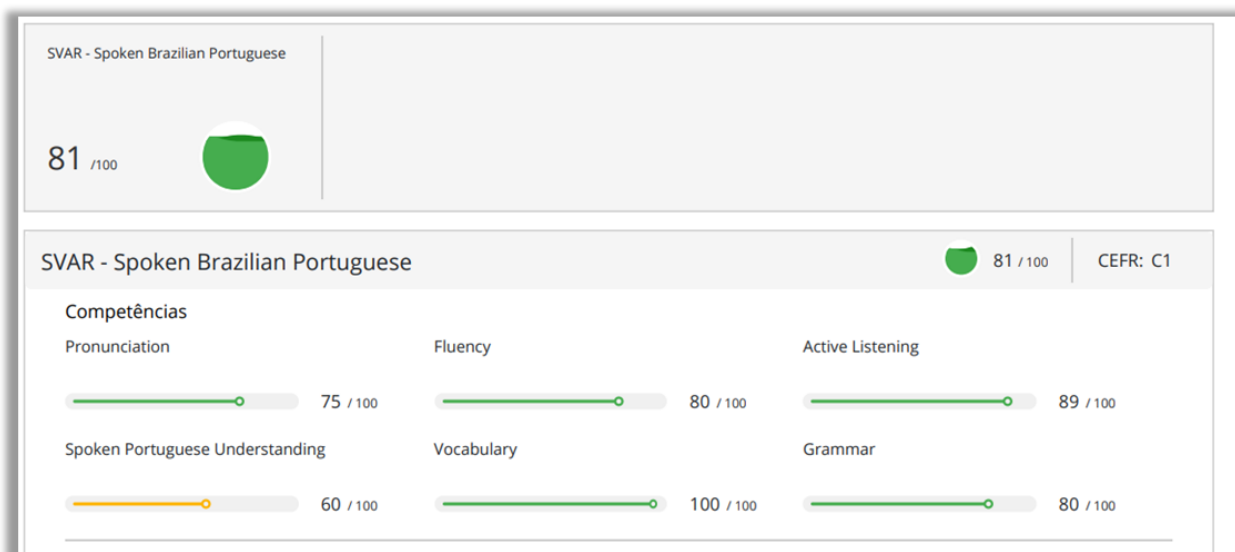 SVAR - Spoken Brazilian Portuguese
81 /100
SVAR - Spoken Brazilian Portuguese 81 / 100 CEFR: C1
Competências
Pronunciation Fluency Active Listening
75 / 100 80 / 100 89 / 100
Spoken Portuguese Understanding Vocabulary Grammar
60 / 100 100 / 100 80 / 100